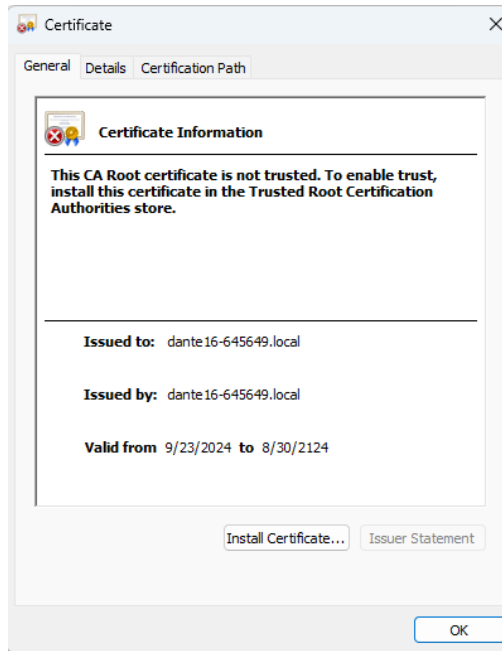 Certificate
General Details Certification Path
Certificate Information
This CA Root certificate is not trusted. To enable trust,
install this certificate in the Trusted Root Certification
Authorities store.
Issued to: dante16-645649.local
Issued by: dante16-645649.local
Valid from 9/23/2024 to 8/30/2124
Install Certificate... Issuer Statement
OK